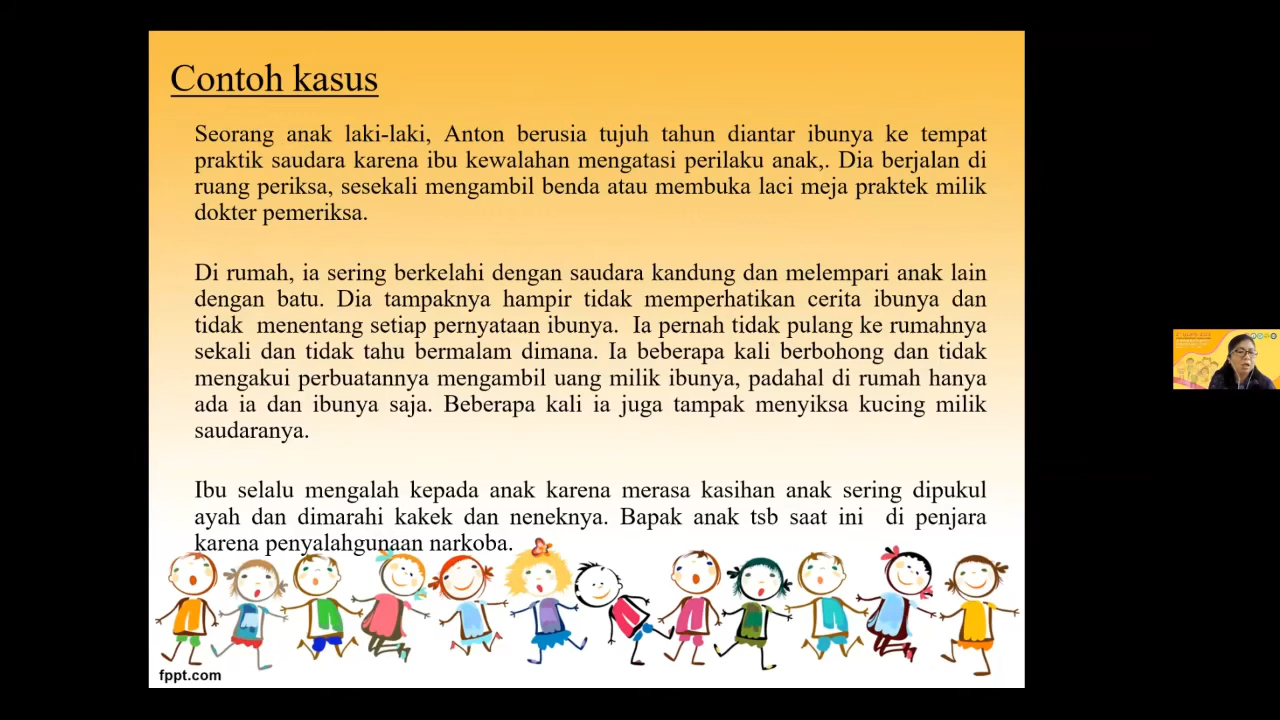 Contoh kasus
Seorang anak laki-laki, Anton berusia tujuh tahun diantar ibunya ke tempat
praktik saudara karena ibu kewalahan mengatasi perilaku anak,. Dia berjalan di
ruang periksa, sesekali mengambil benda atau membuka laci meja praktek milik
dokter pemeriksa.
Di rumah, ia sering berkelahi dengan saudara kandung dan melempari anak lain
dengan batu. Dia tampaknya hampir tidak memperhatikan cerita ibunya dan
tidak menentang setiap pernyataan ibunya. Ia pernah tidak pulang ke rumahnya
sekali dan tidak tahu bermalam dimana. Ia beberapa kali berbohong dan tidak
mengakui perbuatannya mengambil uang milik ibunya, padahal di rumah hanya
ada ia dan ibunya saja. Beberapa kali ia juga tampak menyiksa kucing milik
saudaranya.
Ibu selalu mengalah kepada anak karena merasa kasihan anak sering dipukul
ayah dan dimarahi kakek dan neneknya. Bapak anak tsb saat ini di penjara
karena penyalahgunaan narkoba.
fppt.com